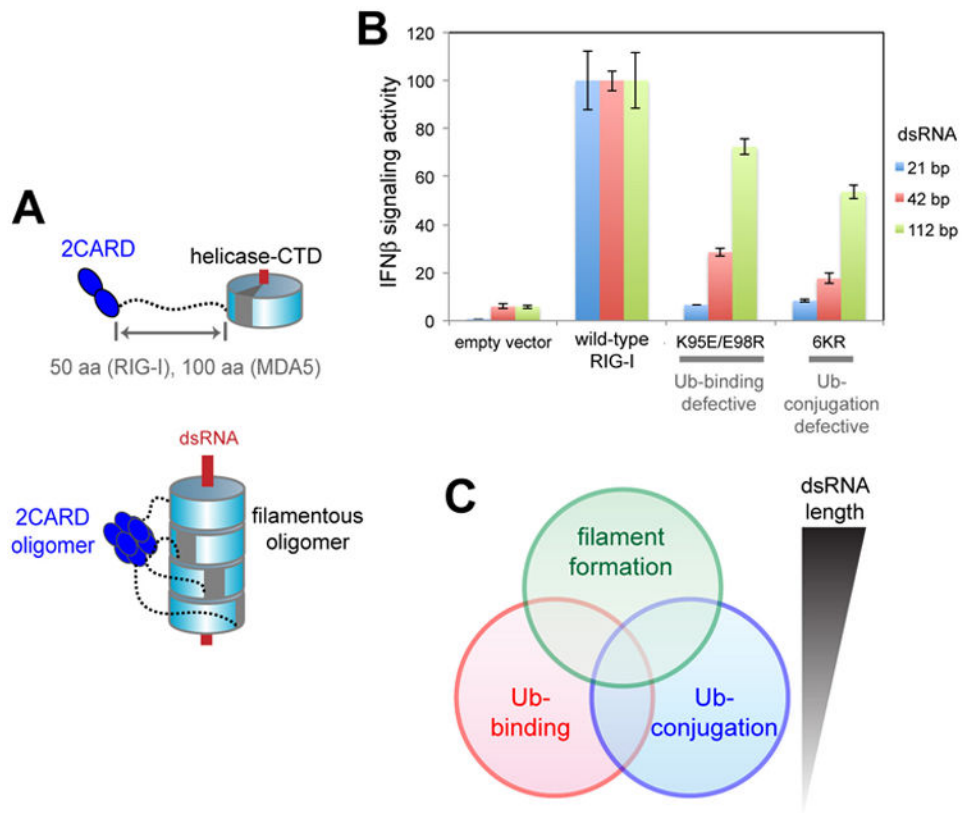 A
2CARD
helicase-CTD
50 aa (RIG-I), 100 aa (MDA5)
dsRNA
2CARD
oligomer
filamentous
oligomer
B
IFNβ signaling activity
120
100
80
60
40
20
0
empty vector
wild-type
RIG-I
K95E/E98R
6KR
Ub-binding
defective
Ub-
conjugation
defective
dsRNA
21 bp
42 bp
112 bp
C
filament
formation
Ub-
binding
Ub-
conjugation
dsRNA
length